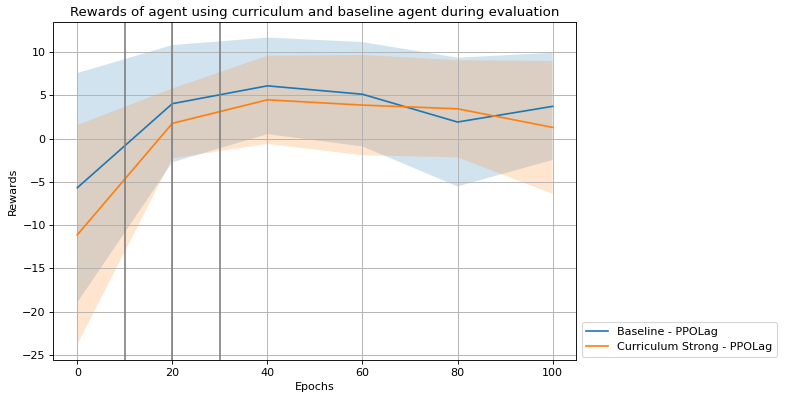 Rewards of agent using curriculum and baseline agent during evaluation
10
5
0
−5
−10
−15
−20
−25
Rewards
0 20 40 60 80 100
Epochs
Baseline - PPOLag
Curriculum Strong - PPOLag